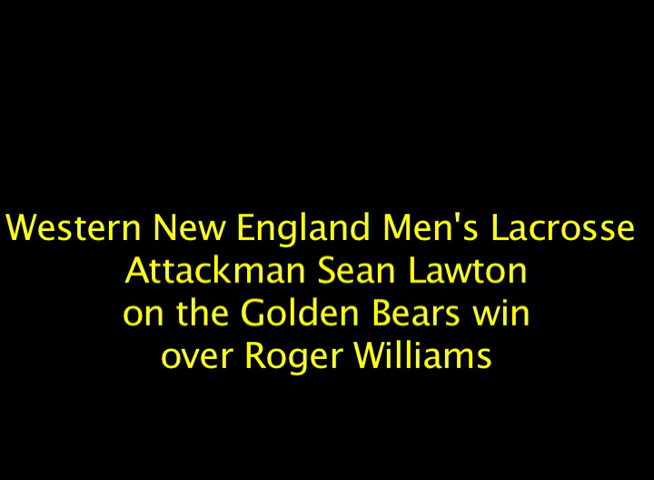 Western New England Men's Lacrosse
Attackman Sean Lawton
on the Golden Bears win
over Roger Williams